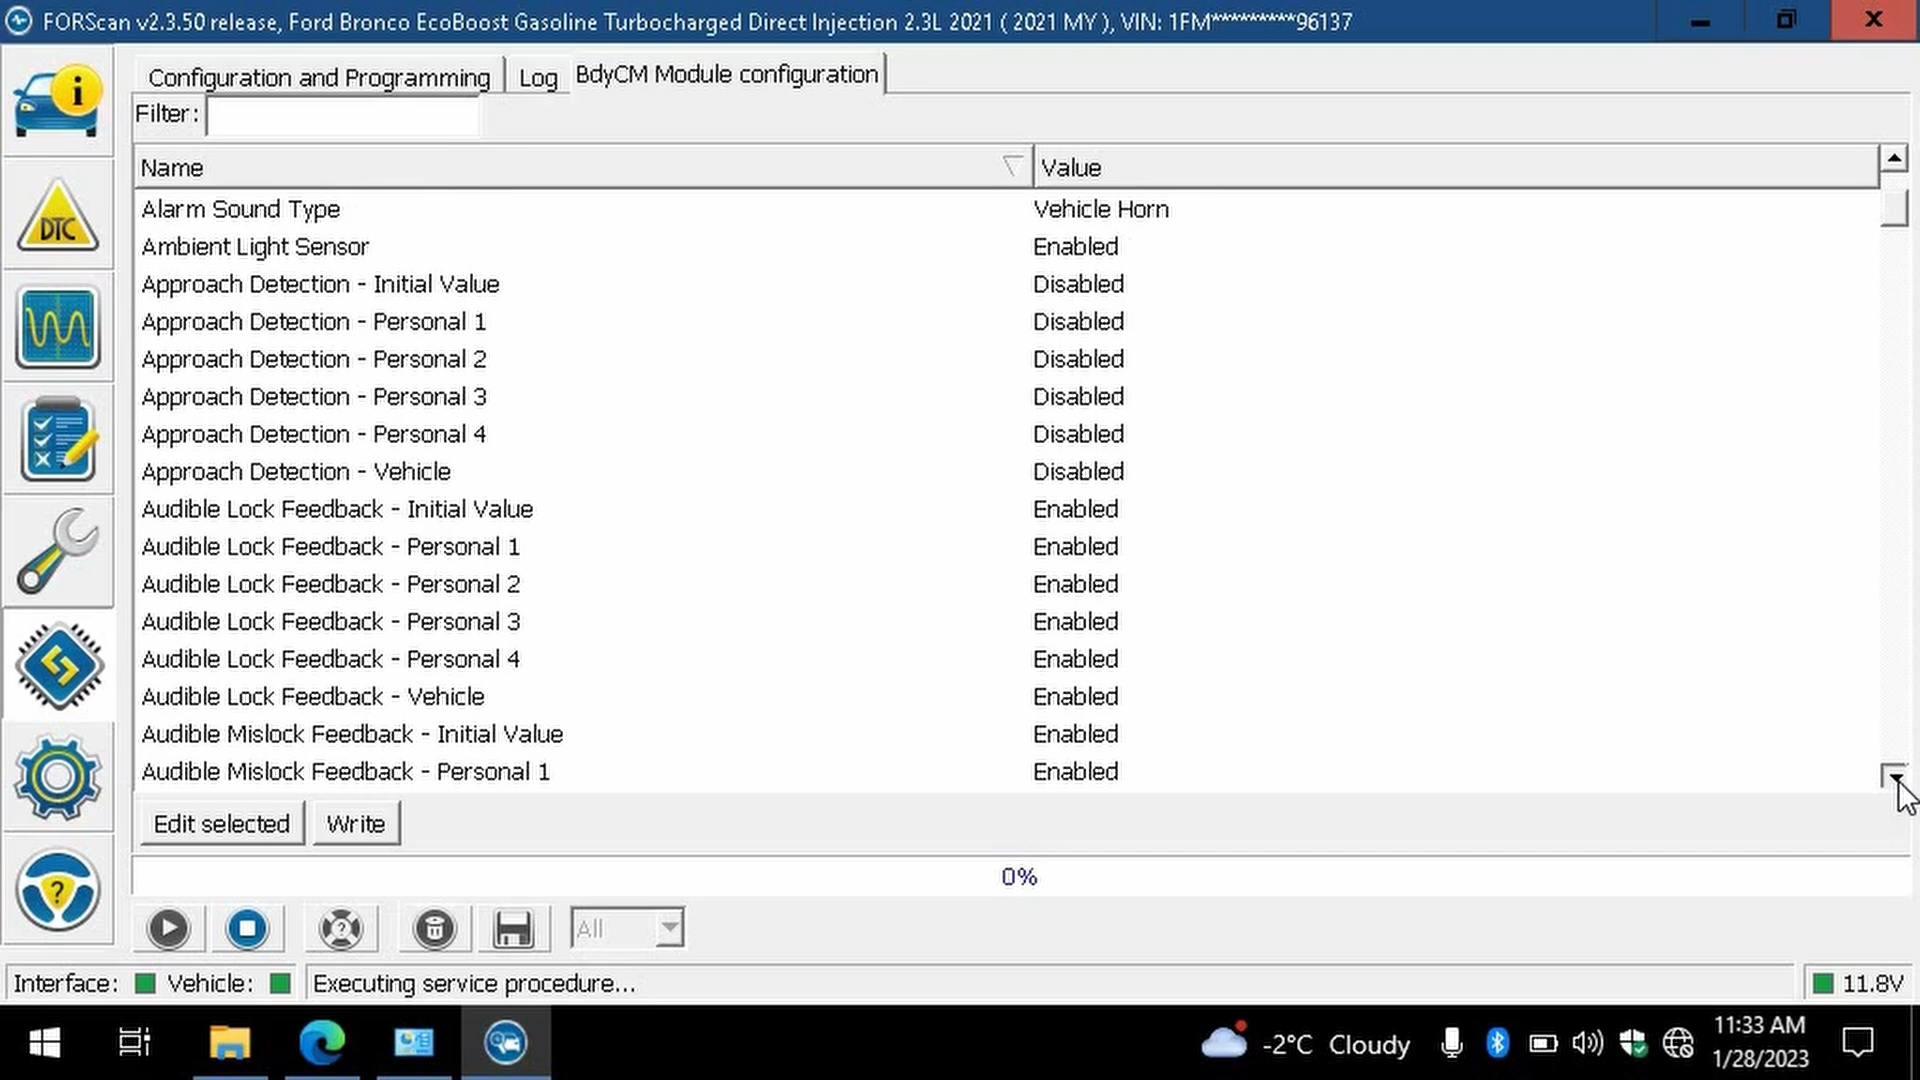 FORScan v2.3.50 release, Ford Bronco EcoBoost Gasoline Turbocharged Direct Injection 2.3L 2021 ( 2021 MY ), VIN: 1FM*********96137
Configuration and Programming Log BdyCM Module configuration
Filter:
Name Value
Alarm Sound Type Vehicle Horn
Ambient Light Sensor Enabled
Approach Detection - Initial Value Disabled
Approach Detection - Personal 1 Disabled
Approach Detection - Personal 2 Disabled
Approach Detection - Personal 3 Disabled
Approach Detection - Personal 4 Disabled
Approach Detection - Vehicle Disabled
Audible Lock Feedback - Initial Value Enabled
Audible Lock Feedback - Personal 1 Enabled
Audible Lock Feedback - Personal 2 Enabled
Audible Lock Feedback - Personal 3 Enabled
Audible Lock Feedback - Personal 4 Enabled
Audible Lock Feedback - Vehicle Enabled
Audible Mislock Feedback - Initial Value Enabled
Audible Mislock Feedback - Personal 1 Enabled
DTC
Edit selected Write
0%
All
Interface: Vehicle: Executing service procedure... 11.8V
-2°C Cloudy 11:33 AM
1/28/2023